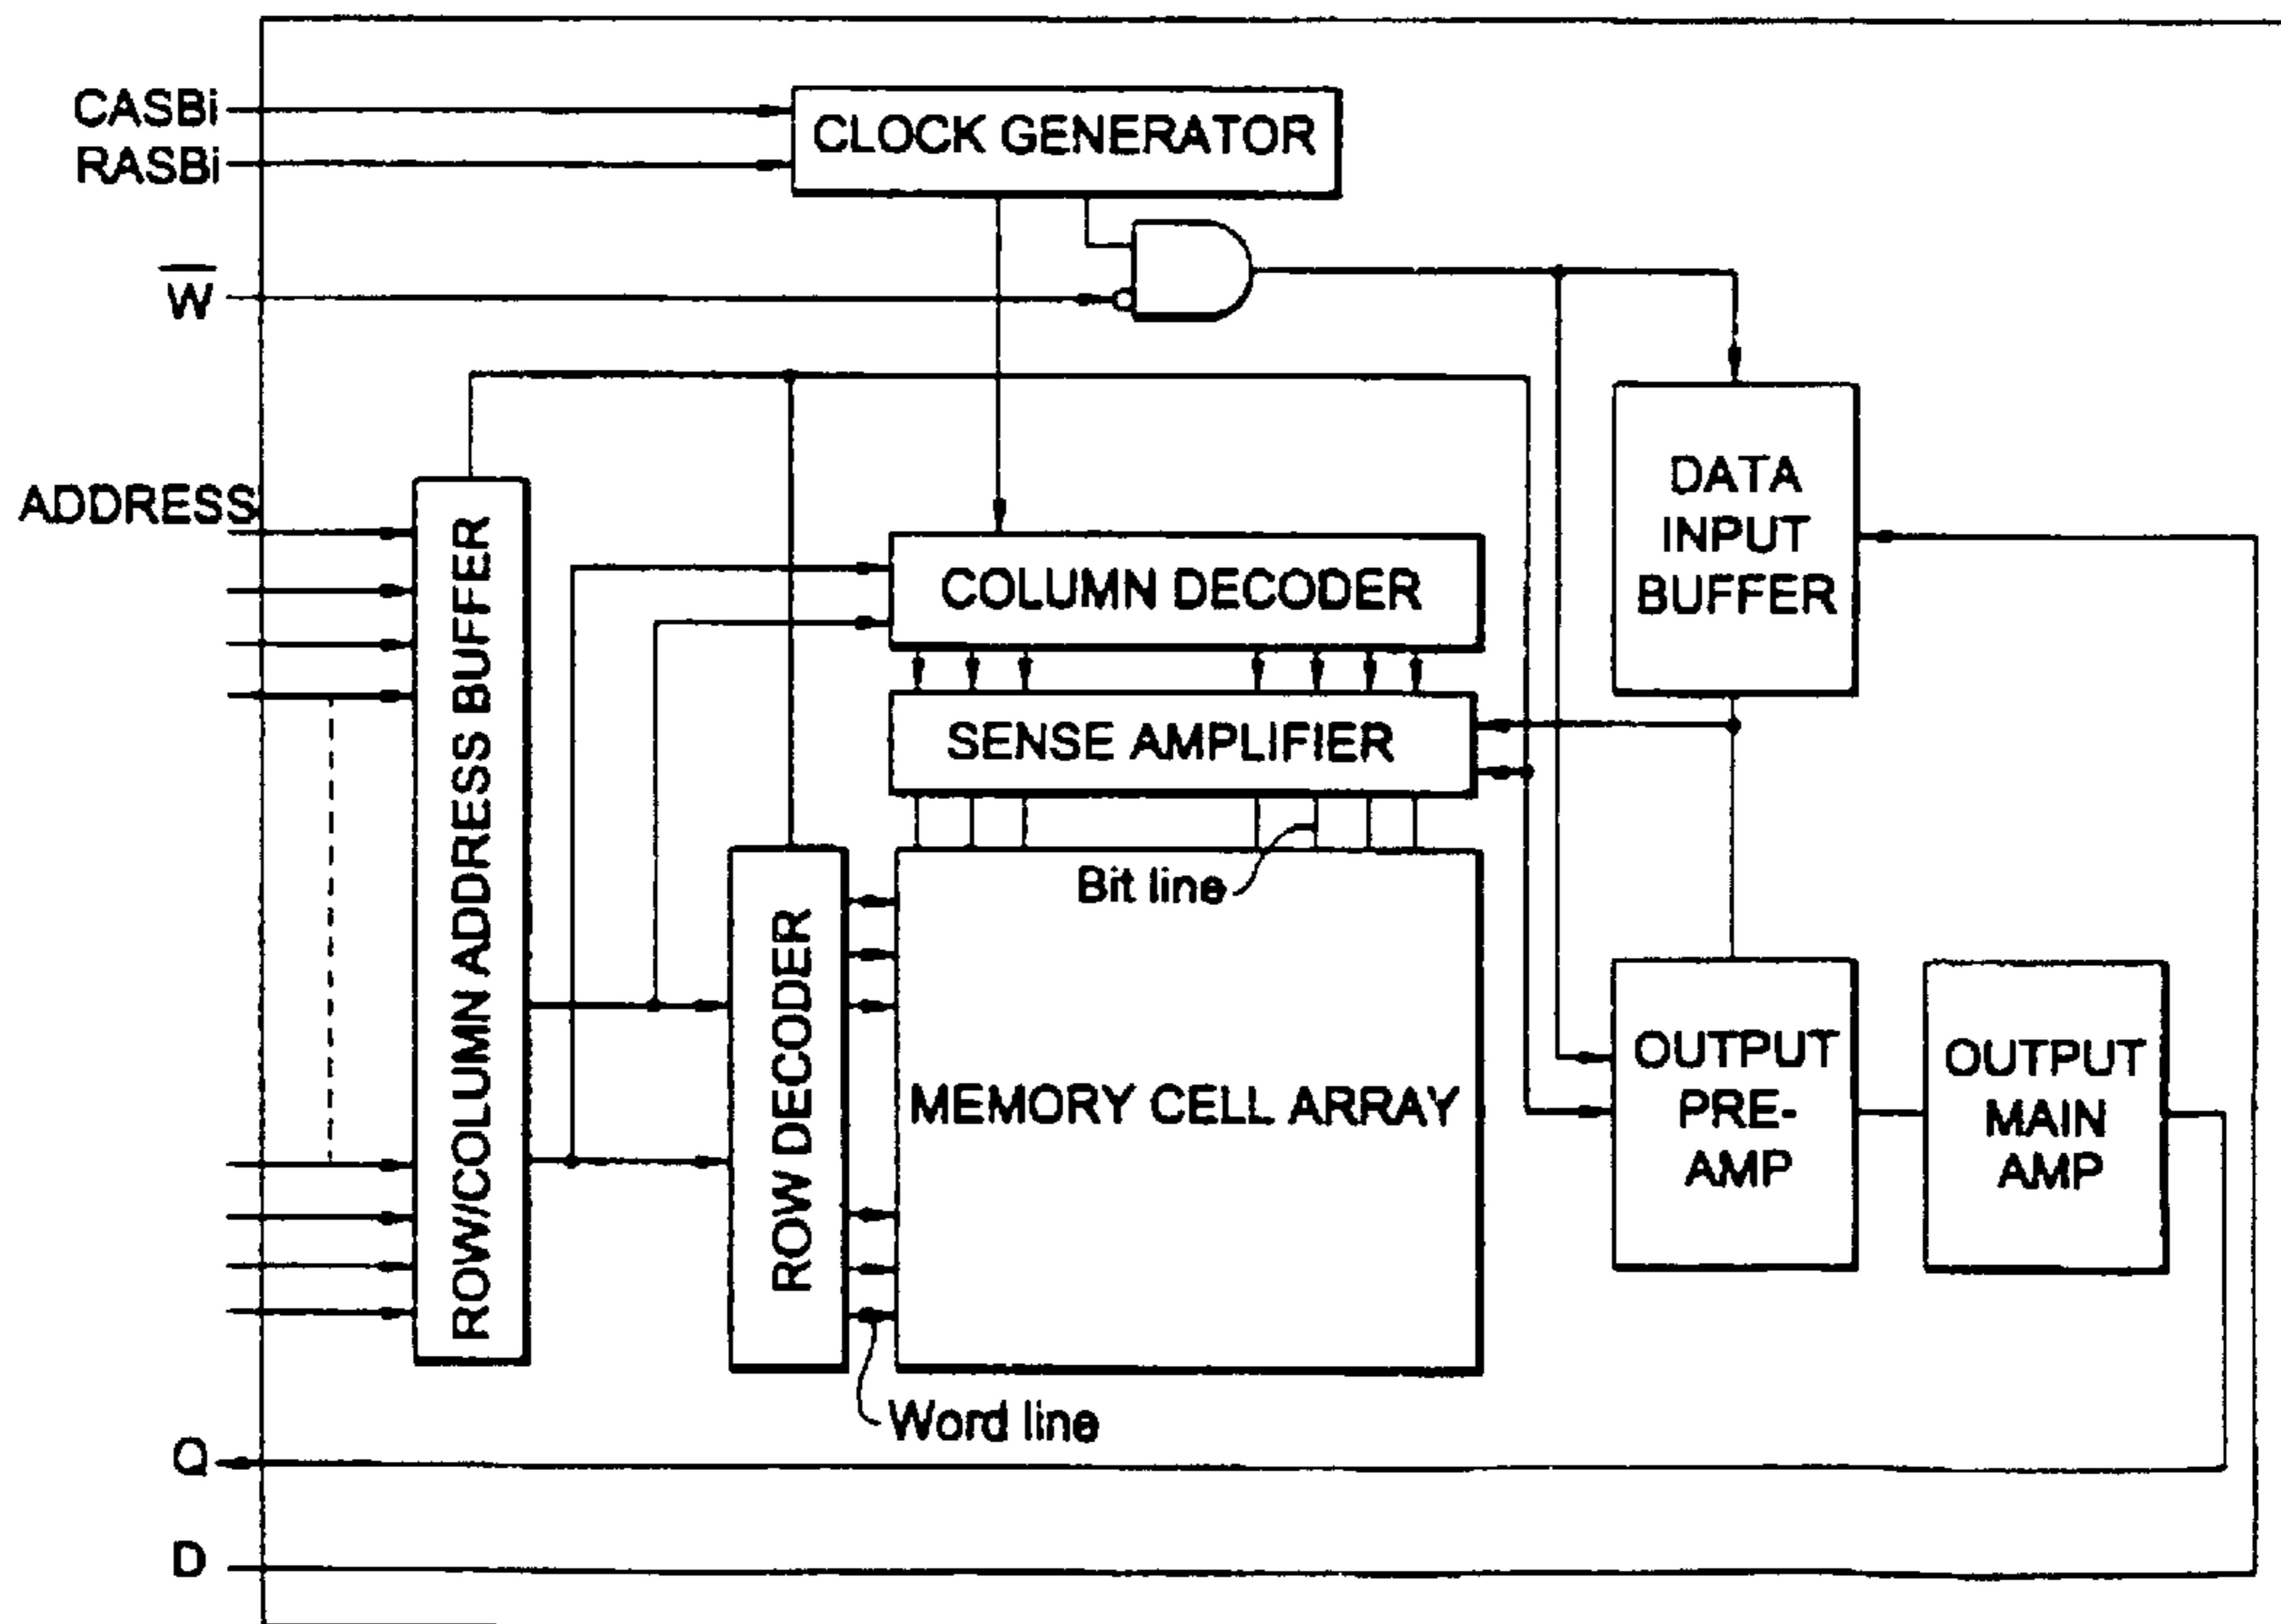 CASBi
RASBi
CLOCK GENERATOR
W̅
ADDRESS
ROW/COLUMN ADDRESS BUFFER
COLUMN DECODER
DATA
INPUT
BUFFER
SENSE AMPLIFIER
Bit line
ROW DECODER
MEMORY CELL ARRAY
OUTPUT
PRE-
AMP
OUTPUT
MAIN
AMP
Word line
Q
D